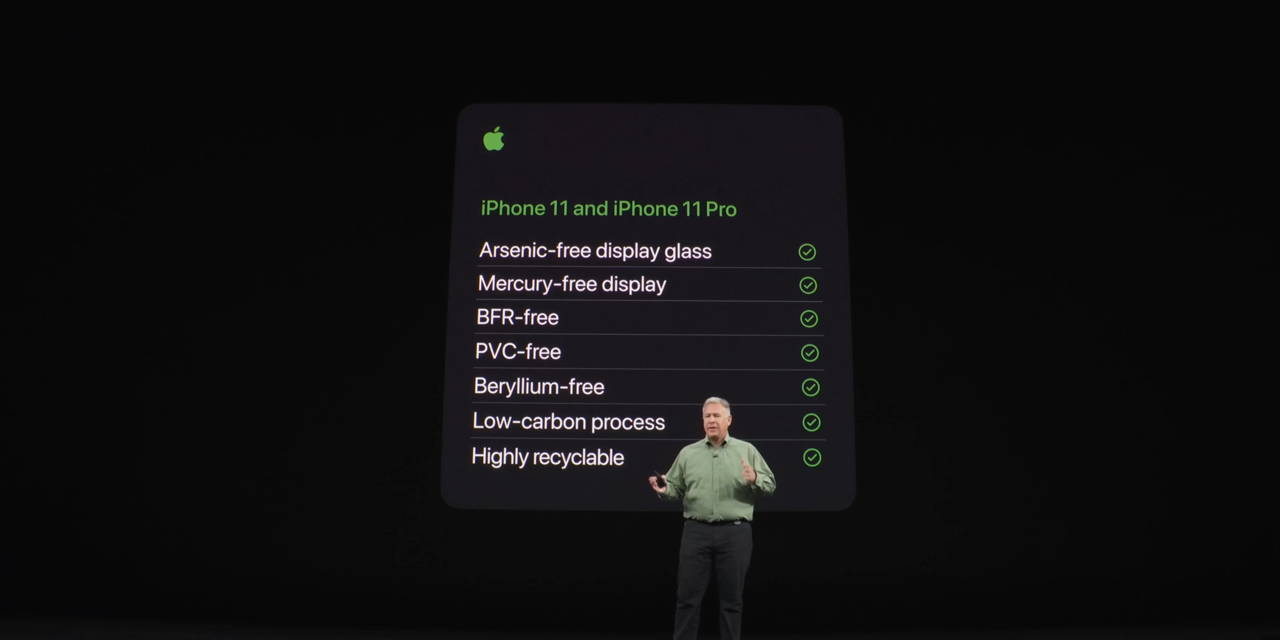 iPhone 11 and iPhone 11 Pro
Arsenic-free display glass
Mercury-free display
BFR-free
PVC-free
Beryllium-free
Low-carbon process
Highly recyclable